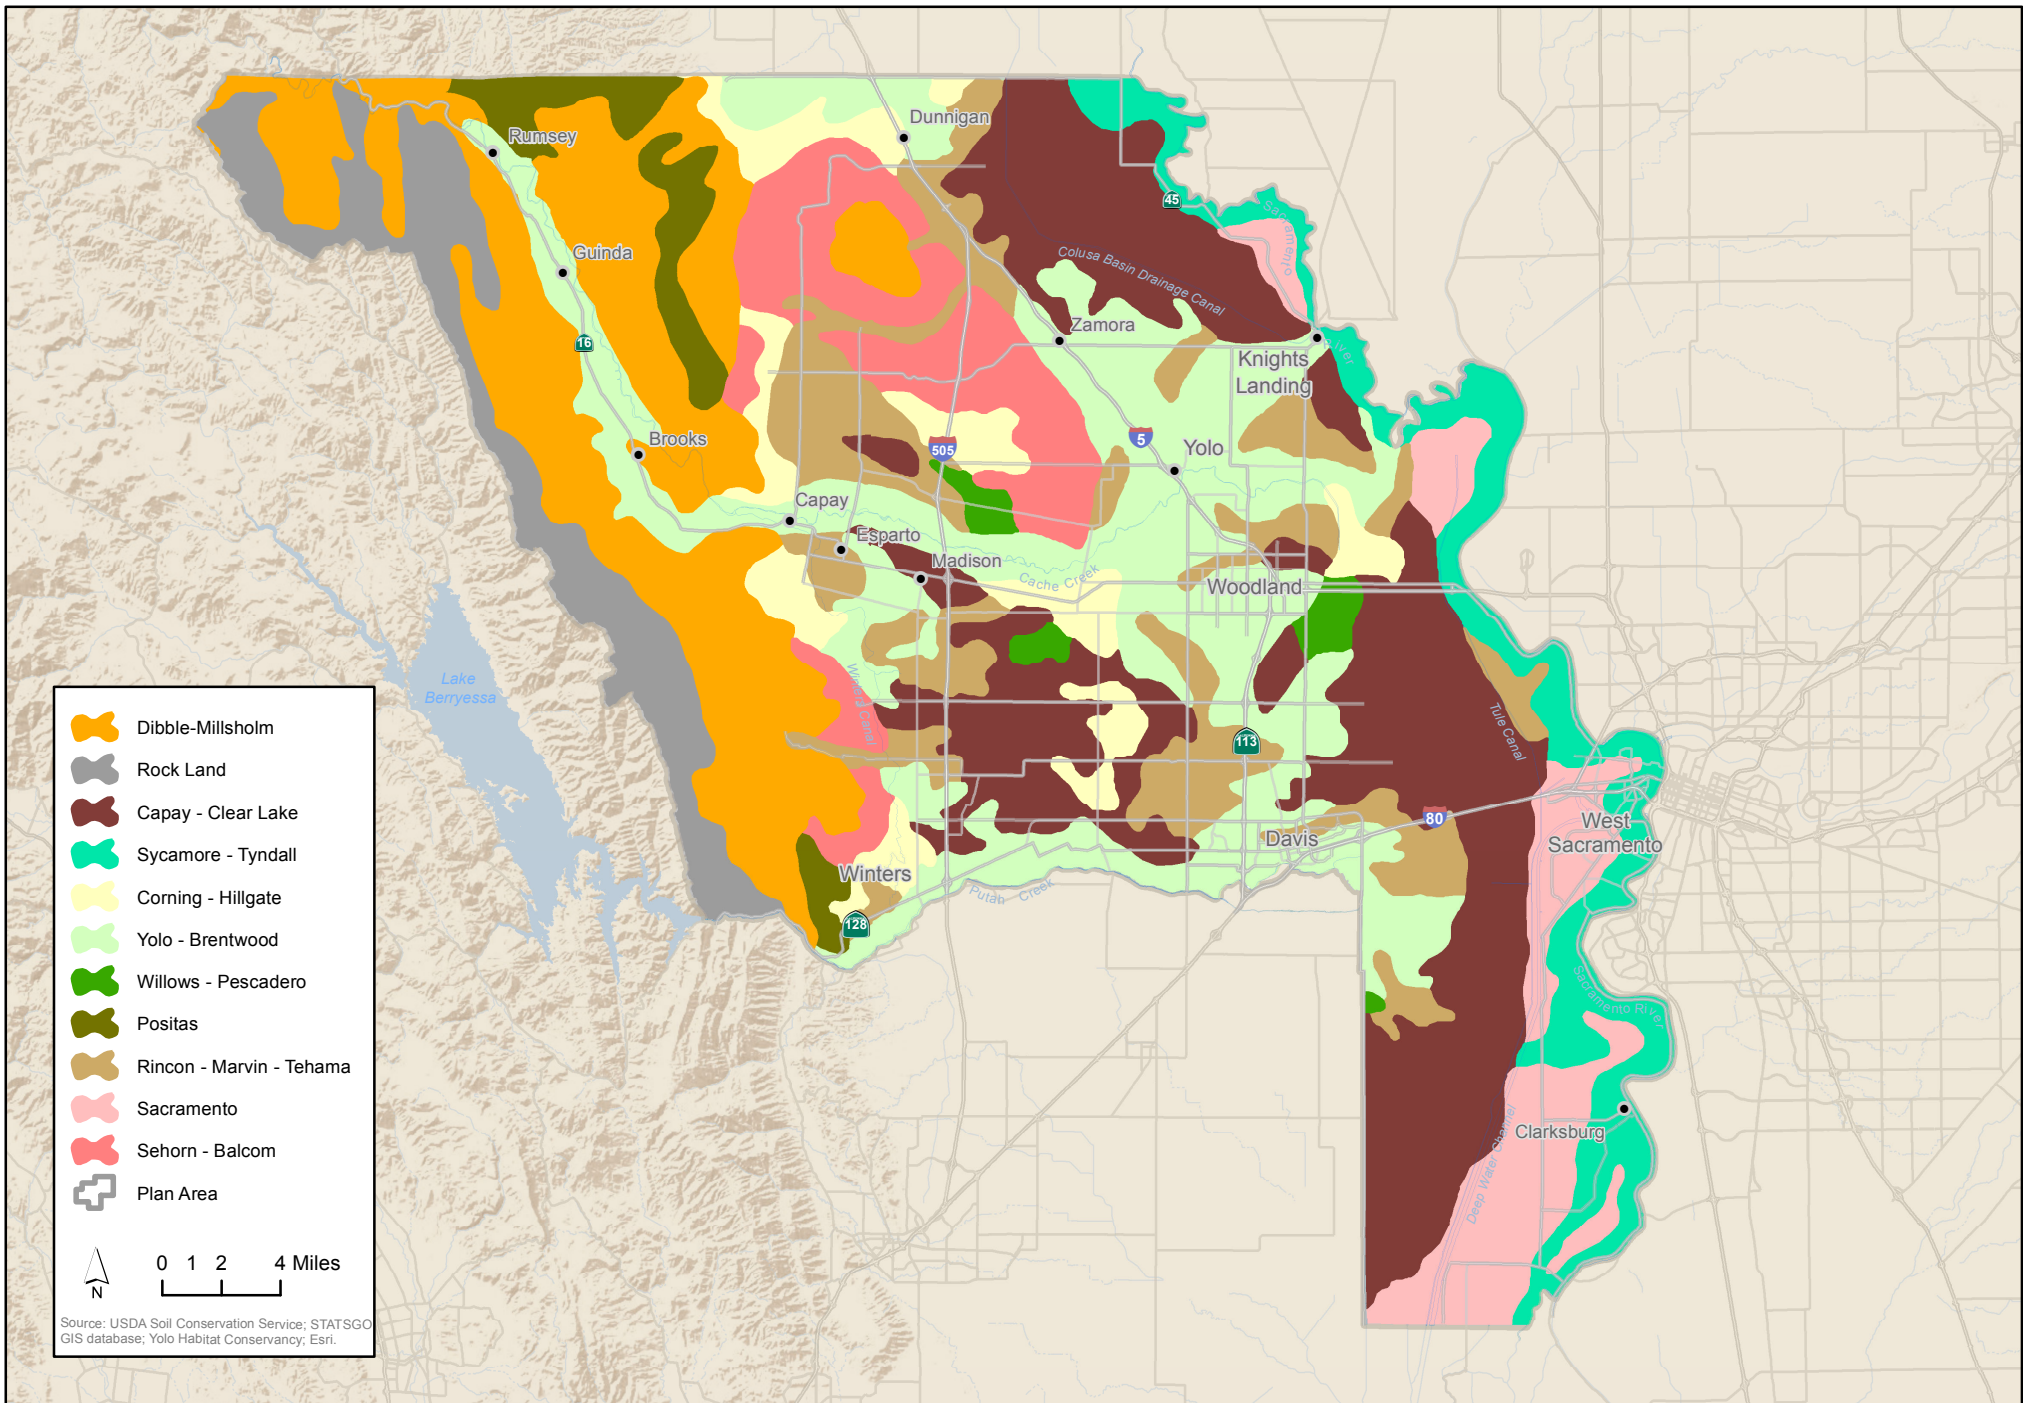 Dunnigan
Rumsey
45
Sacramento
River
Guinda
Colusa Basin Drainage Canal
16
Zamora
Knights
Landing
Brooks
505
5
Yolo
Capay
Esparto
Madison
Cache Creek
Woodland
Lake
Berryessa
Winters Canal
Tule Canal
113
80
West
Sacramento
Davis
Winters
Putah Creek
128
Sacramento River
Clarksburg
Deep Water Channel
Dibble-Millsholm
Rock Land
Capay - Clear Lake
Sycamore - Tyndall
Corning - Hillgate
Yolo - Brentwood
Willows - Pescadero
Positas
Rincon - Marvin - Tehama
Sacramento
Sehorn - Balcom
Plan Area
N
0 1 2 4 Miles
Source: USDA Soil Conservation Service; STATSGO
GIS database; Yolo Habitat Conservancy; Esri.